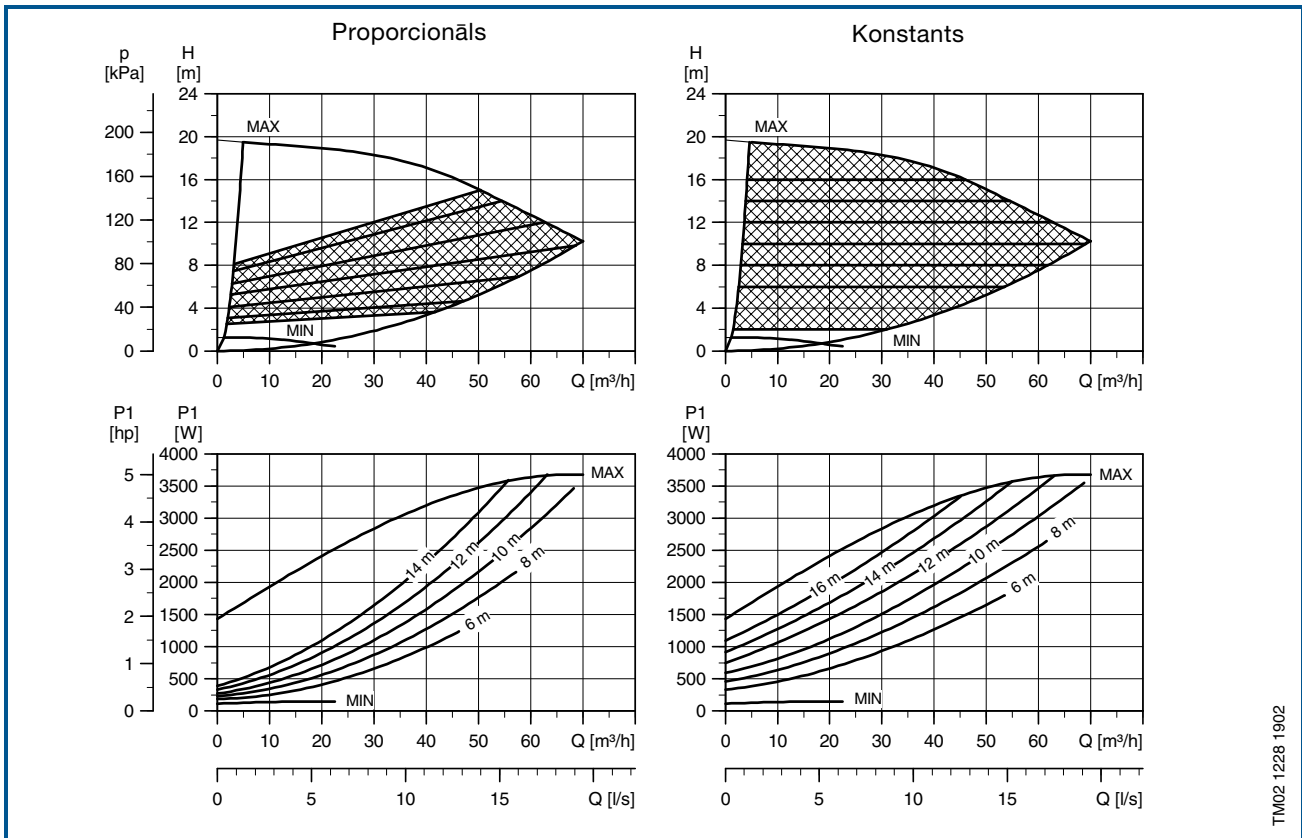 Proporcionāls
Konstants
p
[kPa]
H
[m]
24
20
16
12
8
4
0
200
160
120
80
40
0
MAX
MIN
0 10 20 30 40 50 60 Q [m³/h]
H
[m]
24
20
16
12
8
4
0
MAX
MIN
0 10 20 30 40 50 60 Q [m³/h]
P1
[hp]
P1
[W]
5
4
3
2
1
0
4000
3500
3000
2500
2000
1500
1000
500
0
MAX
14 m
12 m
10 m
8 m
6 m
MIN
0 10 20 30 40 50 60 Q [m³/h]
0 5 10 15 Q [l/s]
P1
[W]
4000
3500
3000
2500
2000
1500
1000
500
0
MAX
16 m
14 m
12 m
10 m
8 m
6 m
MIN
0 10 20 30 40 50 60 Q [m³/h]
0 5 10 15 Q [l/s]
TM02 1228 1902